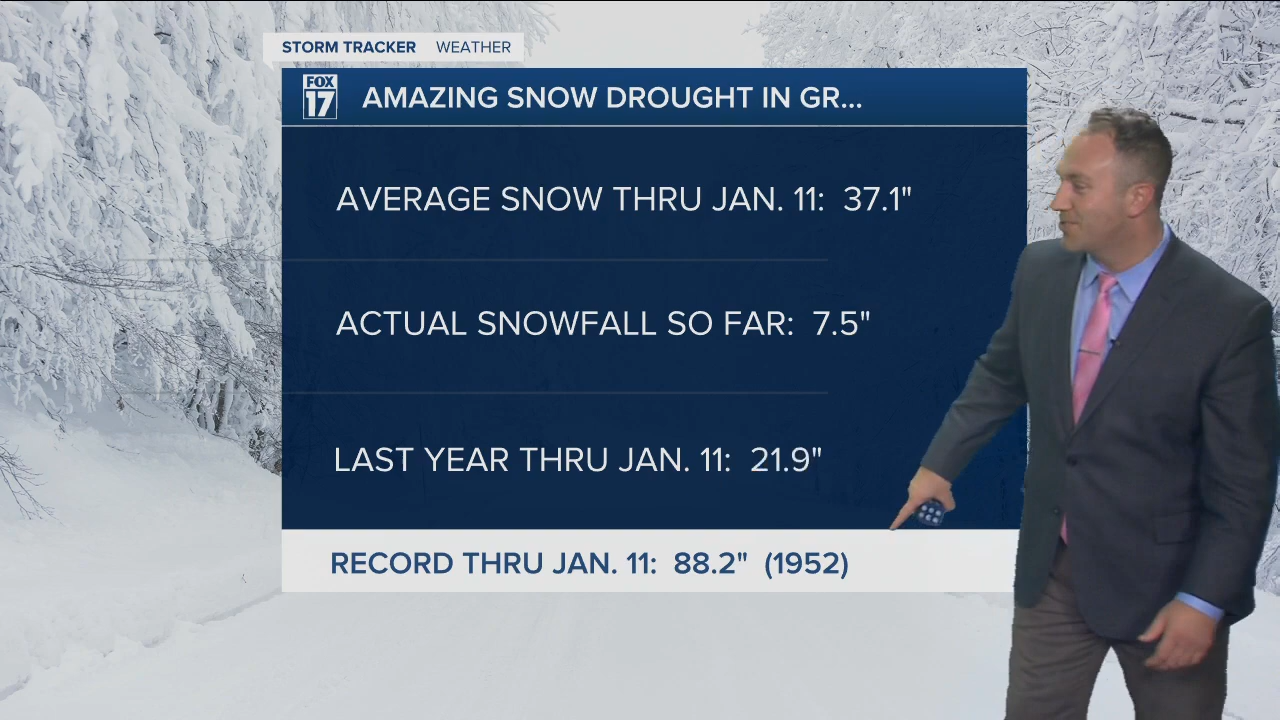 STORM TRACKER WEATHER
FOX
17
AMAZING SNOW DROUGHT IN GR...
AVERAGE SNOW THRU JAN. 11: 37.1"
ACTUAL SNOWFALL SO FAR: 7.5"
LAST YEAR THRU JAN. 11: 21.9"
RECORD THRU JAN. 11: 88.2" (1952)